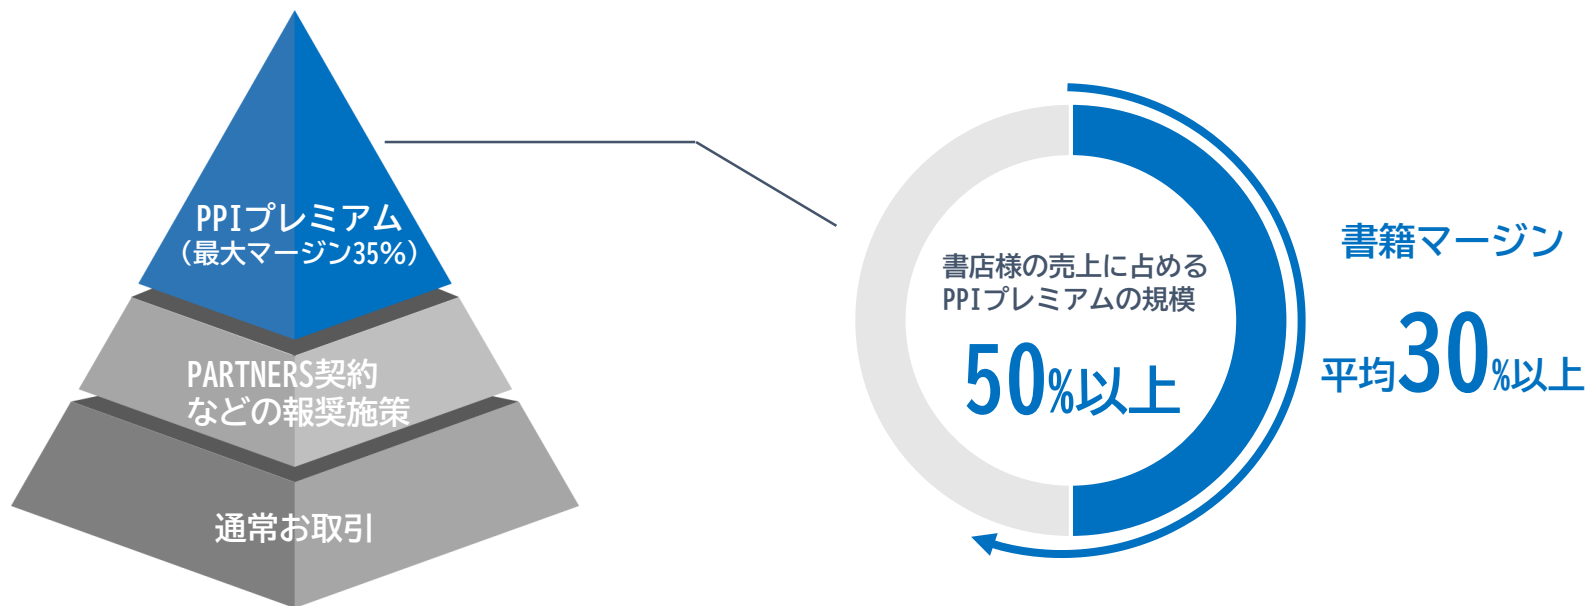 PPIプレミアム
（最大マージン35%）
PARTNERS契約
などの報奨施策
通常お取引
書店様の売上に占める
PPIプレミアムの規模
50%以上
書籍マージン
平均30%以上